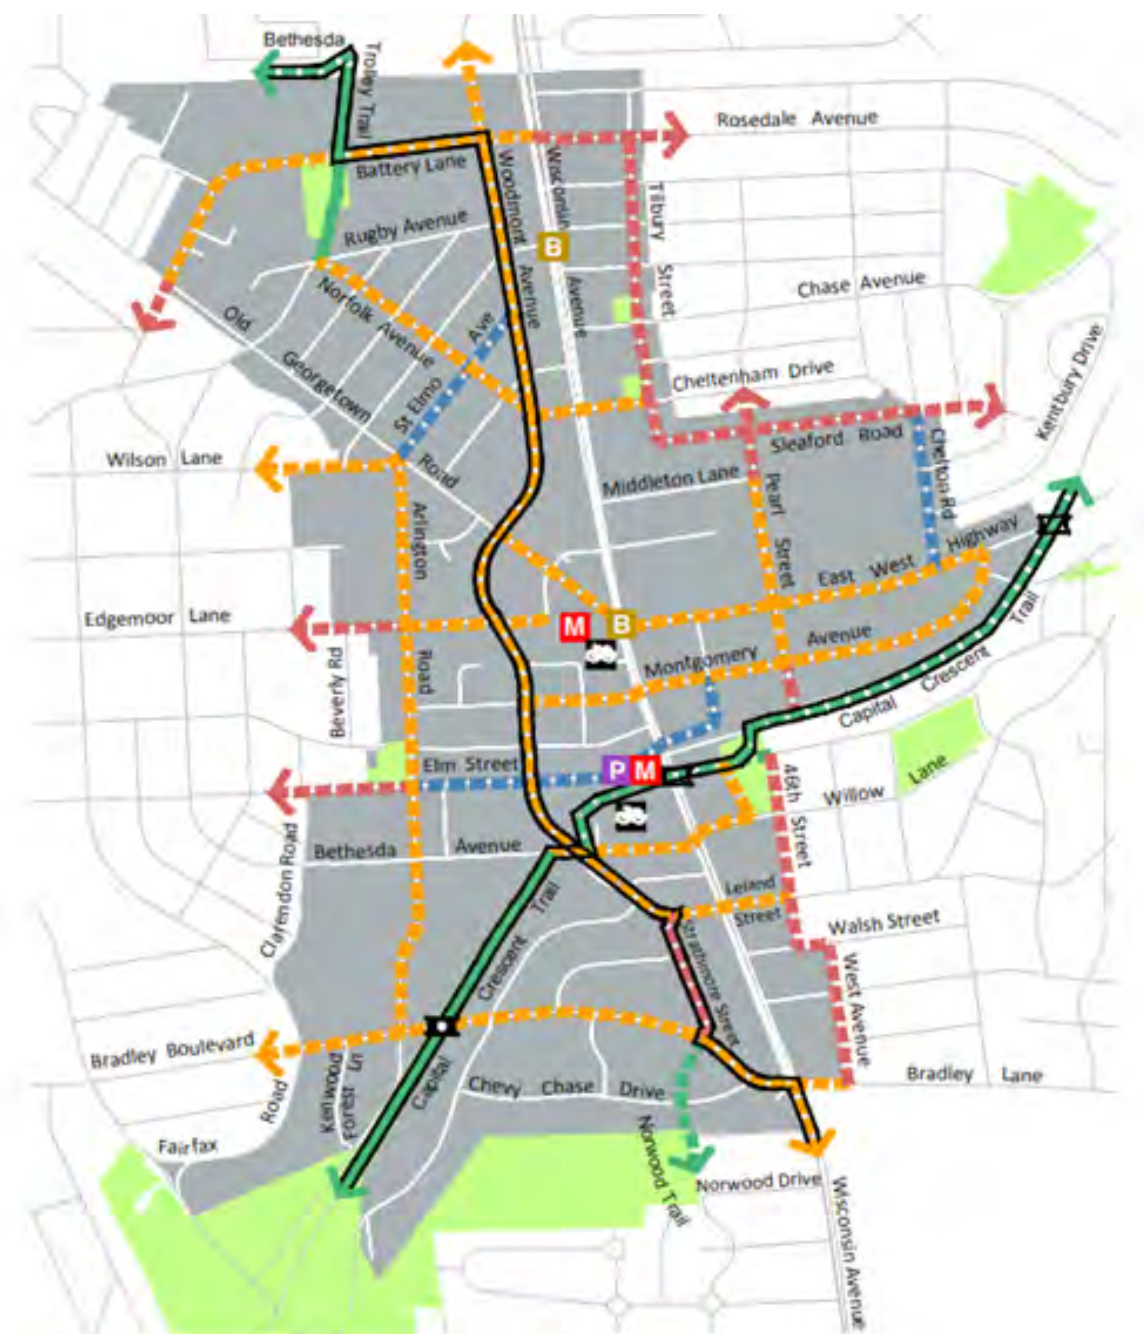 Bethesda
Trolley Trail
Rosedale Avenue
Battery Lane
Woodmont Avenue
Wisconsin Avenue
Tilbury Street
B
Rugby Avenue
Chase Avenue
Norfolk Avenue
Old Georgetown Road
St Elmo Ave
Cheltenham Drive
Kentbury Drive
Sleaford Road
Chelton Rd
Wilson Lane
Middleton Lane
Pearl Street
Arlington Road
East West Highway
Edgemoor Lane
M
B
Montgomery Avenue
Beverly Rd
Capital Crescent Trail
Elm Street
P
M
46th Street
Willow Lane
Bethesda Avenue
Clarendon Road
Leland Street
Walsh Street
Capital Crescent Trail
Strathmore Street
West Avenue
Bradley Boulevard
Kenwood Forest Ln
Chevy Chase Drive
Bradley Lane
Fairfax Road
Norwood Trail
Norwood Drive
Wisconsin Avenue